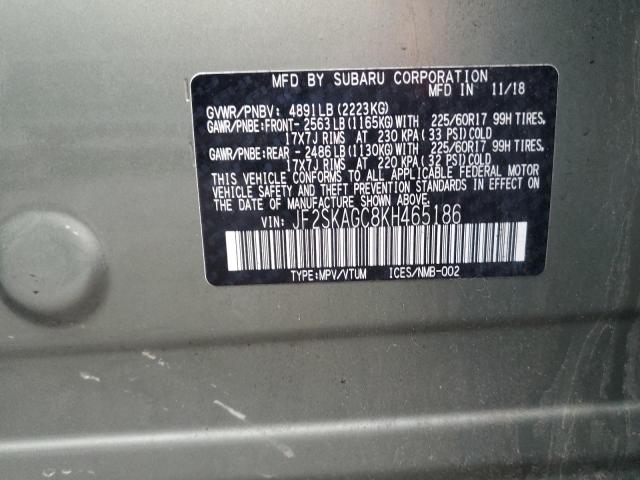 MFD BY SUBARU CORPORATION
MFD IN 11/18
GVWR/PNBV: 4891LB (2223KG)
GAWR/PNBE:FRONT- 2563LB (1165KG)WITH 225/60R17 99H TIRES,
17X7J RIMS AT 230 KPA (33 PSI)COLD
GAWR/PNBE:REAR - 2486LB (1130KG)WITH 225/60R17 99H TIRES,
17X7J RIMS AT 220 KPA (32 PSI)COLD
THIS VEHICLE CONFORMS TO ALL APPLICABLE FEDERAL MOTOR
VEHICLE SAFETY AND THEFT PREVENTION STANDARDS IN EFFECT ON
THE DATE OF MANUFACTURE SHOWN ABOVE.
VIN: JF2SKAGC8KH465186
TYPE:MPV/VTUM ICES/NMB-002